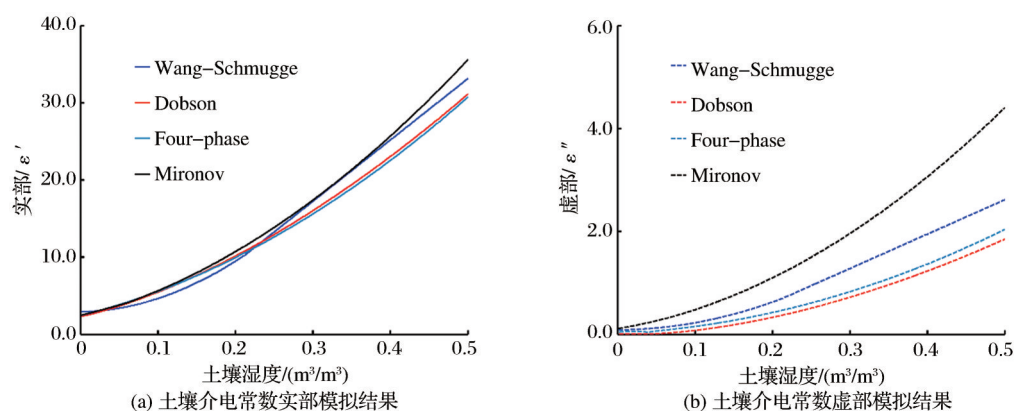 40.0
30.0
20.0
10.0
0.0
实部/ε′
Wang-Schmugge
Dobson
Four-phase
Mironov
0 0.1 0.2 0.3 0.4 0.5
土壤湿度/(m³/m³)
(a) 土壤介电常数实部模拟结果
6.0
4.0
2.0
0.0
虚部/ε″
Wang-Schmugge
Dobson
Four-phase
Mironov
0 0.1 0.2 0.3 0.4 0.5
土壤湿度/(m³/m³)
(b) 土壤介电常数虚部模拟结果